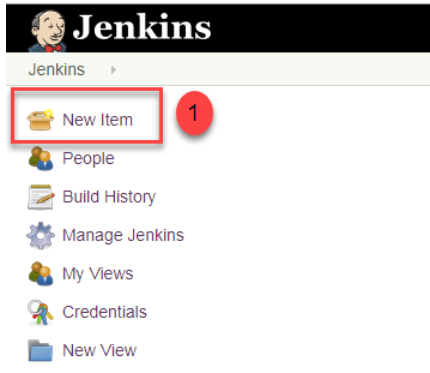 Jenkins
Jenkins
New Item
1
People
Build History
Manage Jenkins
My Views
Credentials
New View